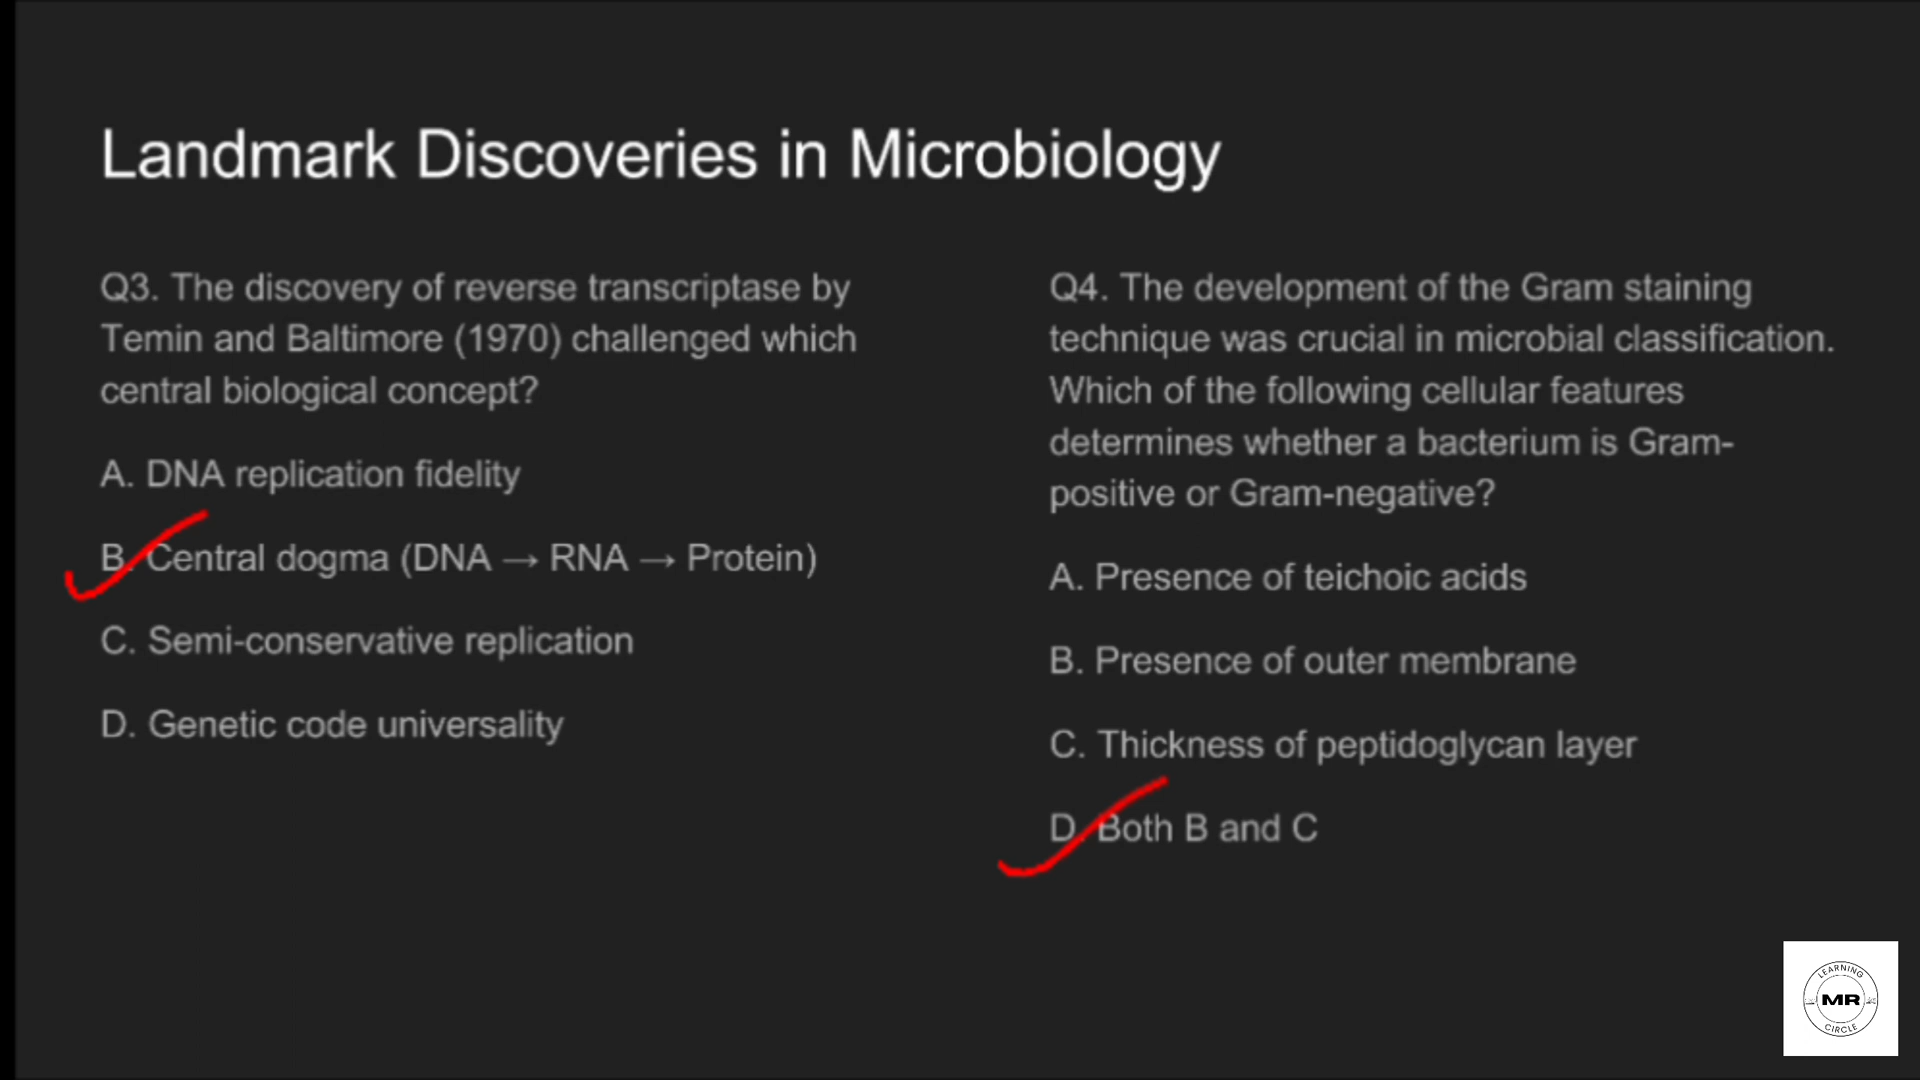 Landmark Discoveries in Microbiology
Q3. The discovery of reverse transcriptase by
Temin and Baltimore (1970) challenged which
central biological concept?
A. DNA replication fidelity
B. Central dogma (DNA → RNA → Protein)
C. Semi-conservative replication
D. Genetic code universality
Q4. The development of the Gram staining
technique was crucial in microbial classification.
Which of the following cellular features
determines whether a bacterium is Gram-
positive or Gram-negative?
A. Presence of teichoic acids
B. Presence of outer membrane
C. Thickness of peptidoglycan layer
D. Both B and C
LEARNING
MR
CIRCLE